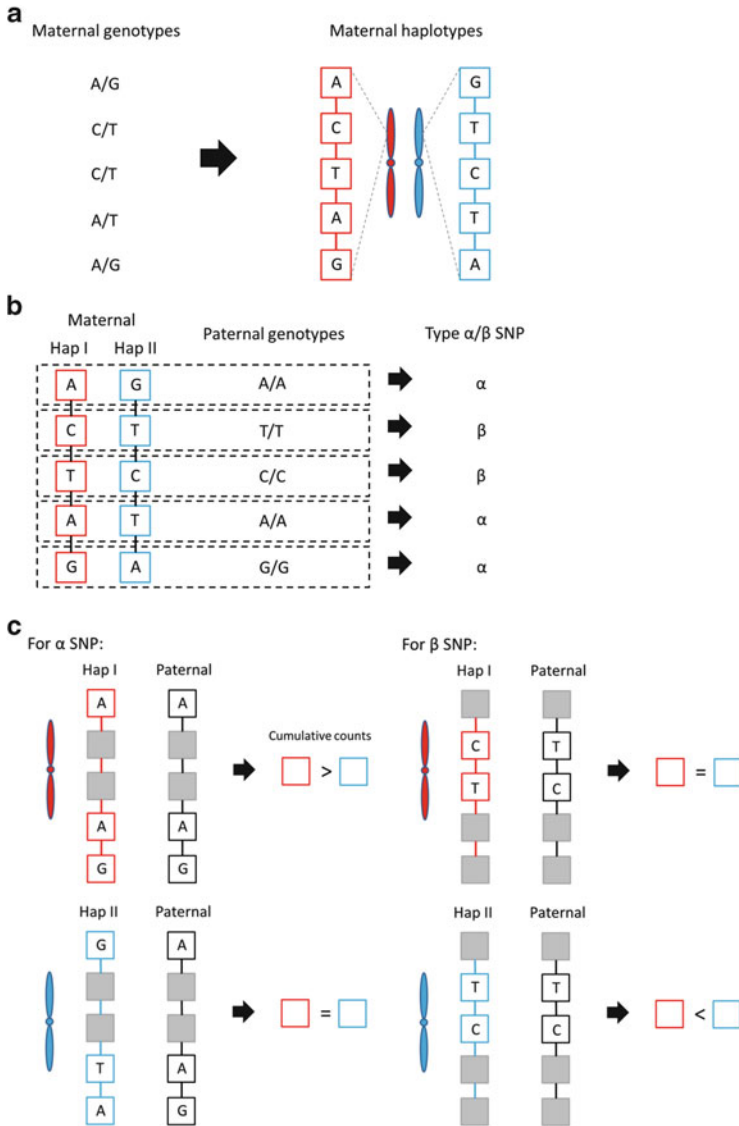 a
Maternal genotypes Maternal haplotypes
A/G A G
C/T C T
C/T T C
A/T A T
A/G G A
b
Maternal
Hap I Hap II Paternal genotypes Type α/β SNP
A G A/A α
C T T/T β
T C C/C β
A T A/A α
G A G/G α
c
For α SNP: For β SNP:
Hap I Paternal Hap I Paternal
A A
Cumulative counts
C T
> =
T C
A A
G G
Hap II Paternal Hap II Paternal
G A
T T
= <
C C
T A
A G